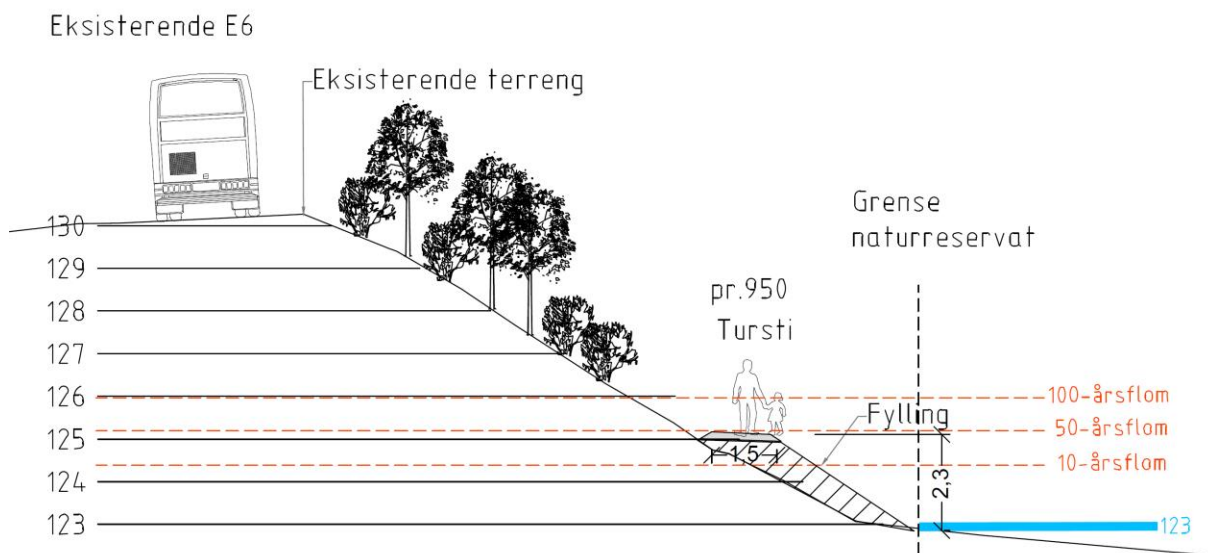 Eksisterende E6
Eksisterende terreng
Grense
naturreservat
pr.950
Tursti
130
129
128
127
126
125
124
123
100-årsflom
50-årsflom
10-årsflom
Fylling
1,5
2,3
123